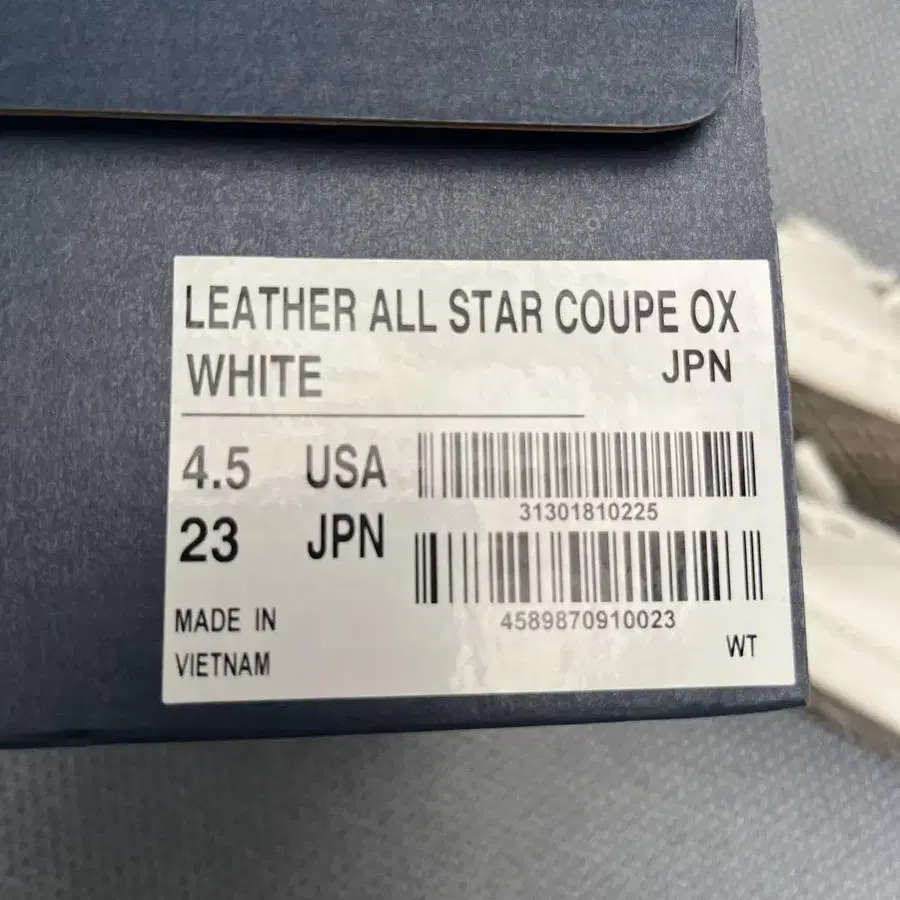 LEATHER ALL STAR COUPE OX
WHITE JPN
4.5 USA
31301810225
23 JPN
4589870910023
MADE IN
VIETNAM
WT